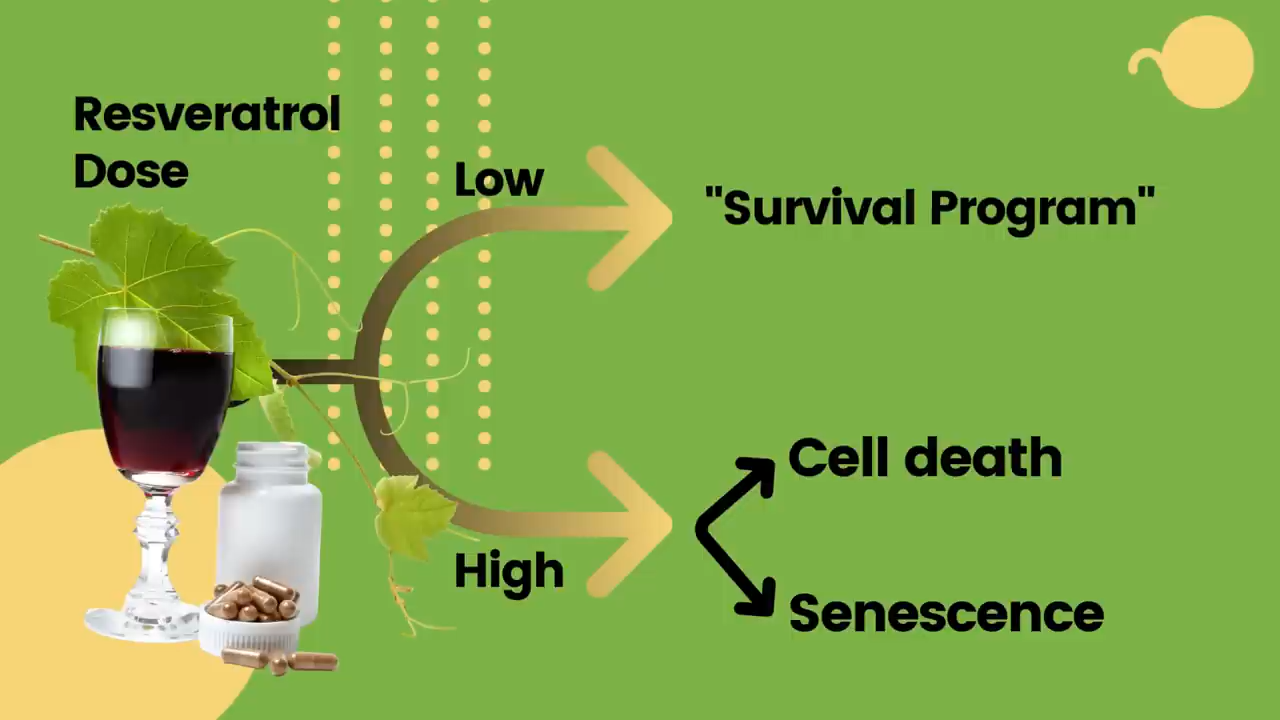 Resveratrol
Dose
Low
"Survival Program"
Cell death
High
Senescence